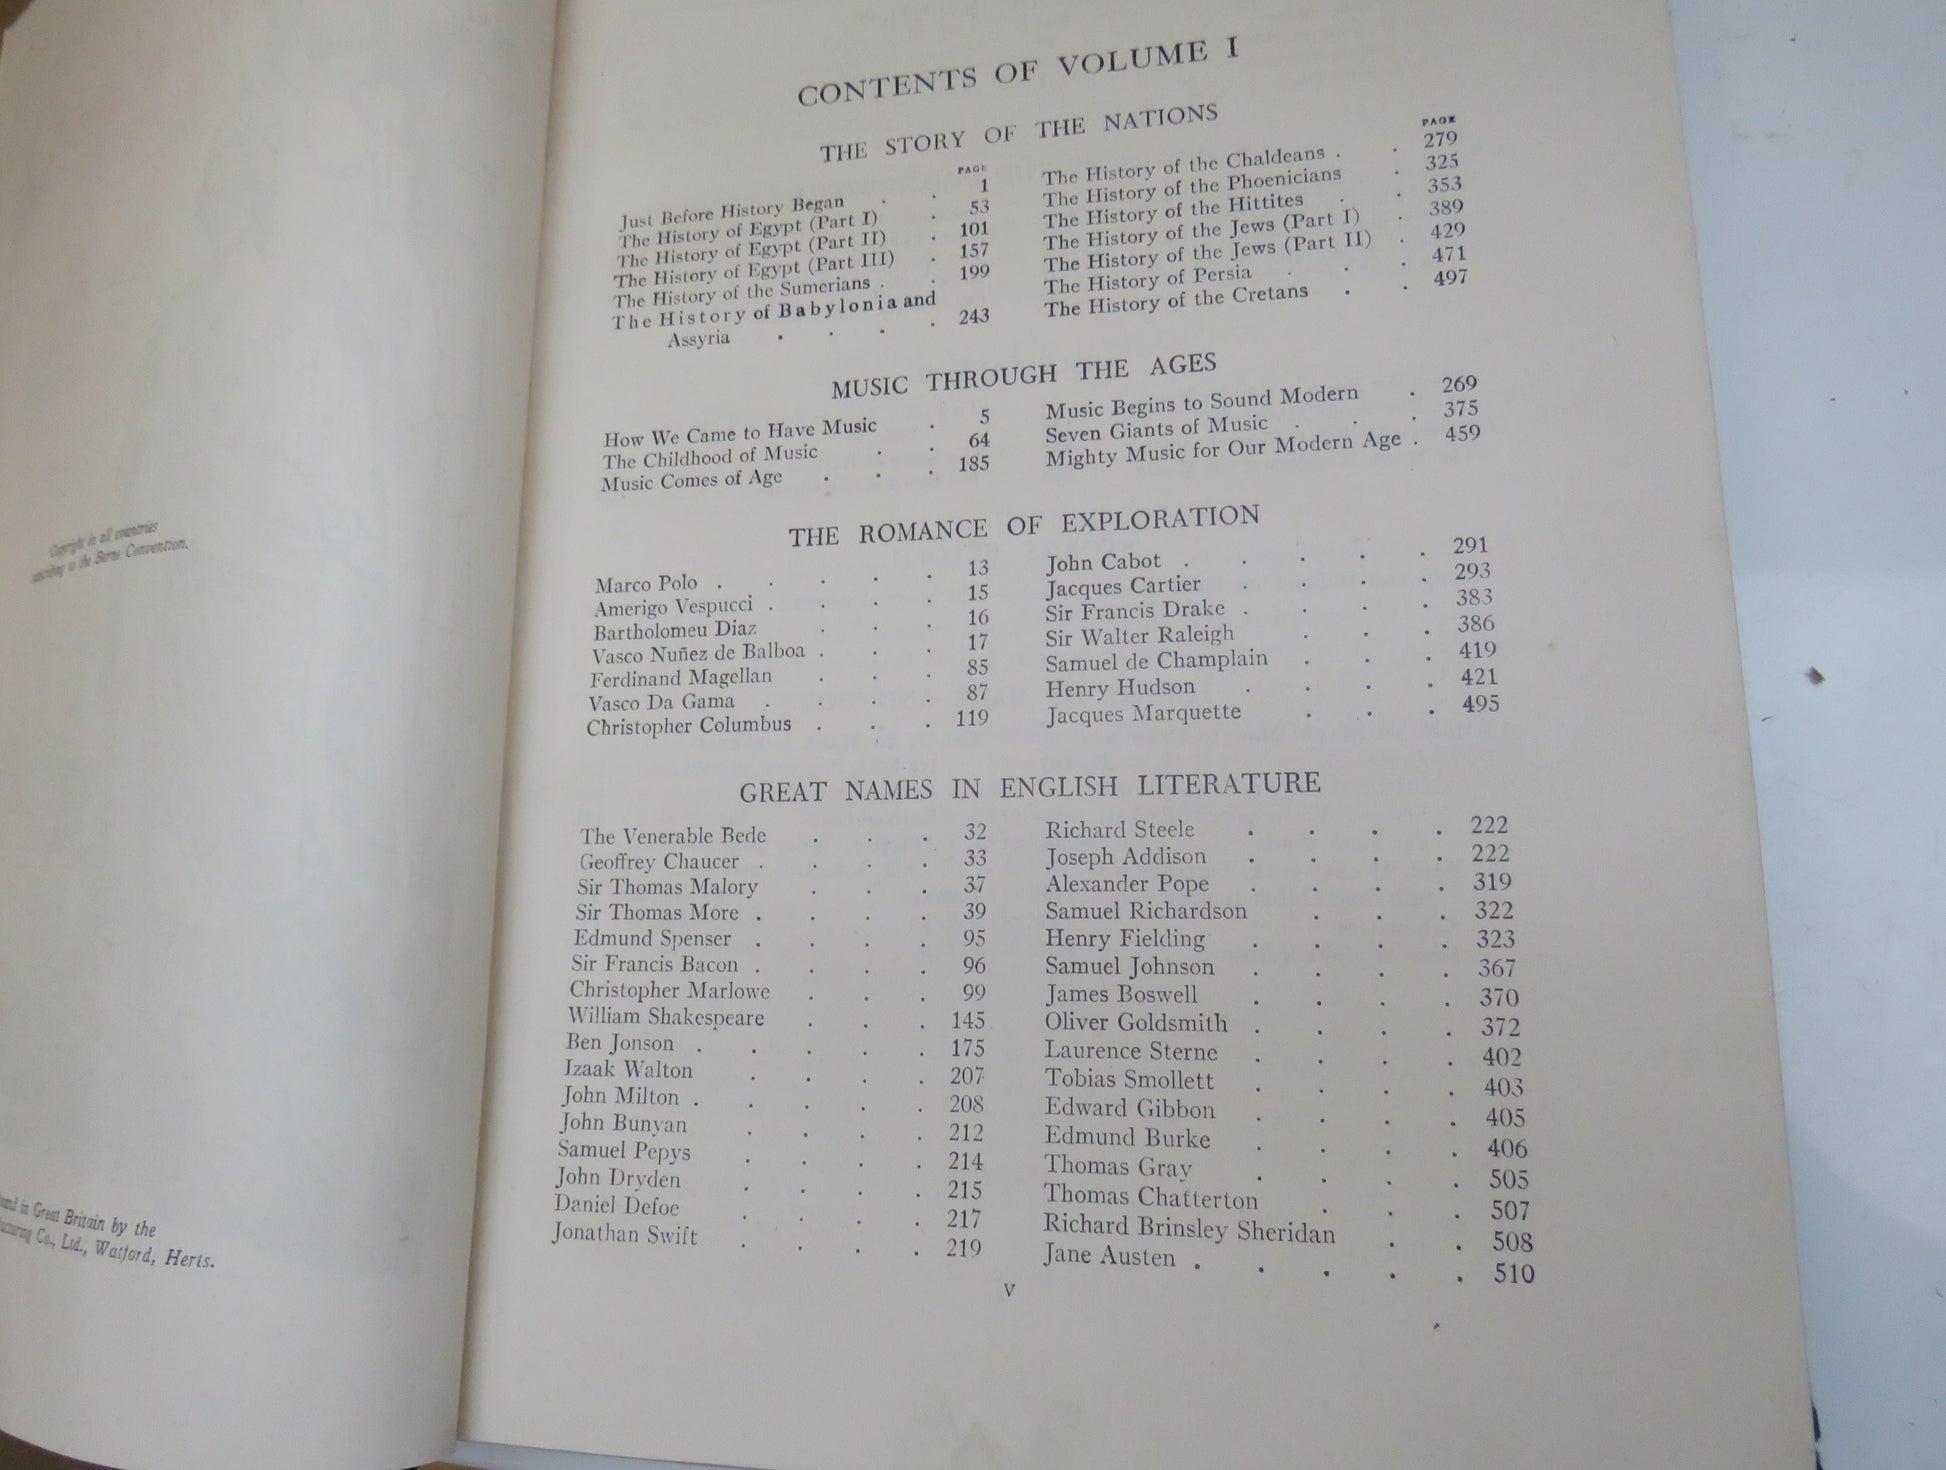 Copyright in all countries
to the Berne Convention.
in Great Britain by the
Co., Ltd., Watford, Herts.
CONTENTS OF VOLUME I
THE STORY OF THE NATIONS
PAGE
Just Before History Began . . 1
The History of Egypt (Part I) . 53
The History of Egypt (Part II) . 101
The History of Egypt (Part III) . 157
The History of the Sumerians . . 199
The History of Babylonia and
Assyria . . . . 243
PAGE
The History of the Chaldeans . . 279
The History of the Phoenicians . 325
The History of the Hittites . . 353
The History of the Jews (Part I) . 389
The History of the Jews (Part II) . 429
The History of Persia . . . 471
The History of the Cretans . . 497
MUSIC THROUGH THE AGES
How We Came to Have Music . 5
The Childhood of Music . . 64
Music Comes of Age . . . 185
Music Begins to Sound Modern . 269
Seven Giants of Music . . . 375
Mighty Music for Our Modern Age . 459
THE ROMANCE OF EXPLORATION
Marco Polo . . . . . 13
Amerigo Vespucci . . . . 15
Bartholomeu Diaz . . . 16
Vasco Nuñez de Balboa . . . 17
Ferdinand Magellan . . . 85
Vasco Da Gama . . . . 87
Christopher Columbus . . . 119
John Cabot . . . . . 291
Jacques Cartier . . . . 293
Sir Francis Drake . . . . 383
Sir Walter Raleigh . . . 386
Samuel de Champlain . . . 419
Henry Hudson . . . . 421
Jacques Marquette . . . 495
GREAT NAMES IN ENGLISH LITERATURE
The Venerable Bede . . . 32
Geoffrey Chaucer . . . . 33
Sir Thomas Malory . . . 37
Sir Thomas More . . . . 39
Edmund Spenser . . . . 95
Sir Francis Bacon . . . . 96
Christopher Marlowe . . . 99
William Shakespeare . . . 145
Ben Jonson . . . . . 175
Izaak Walton . . . . 207
John Milton . . . . . 208
John Bunyan . . . . 212
Samuel Pepys . . . . 214
John Dryden . . . . 215
Daniel Defoe . . . . 217
Jonathan Swift . . . . 219
Richard Steele . . . . 222
Joseph Addison . . . . 222
Alexander Pope . . . . 319
Samuel Richardson . . . 322
Henry Fielding . . . . 323
Samuel Johnson . . . . 367
James Boswell . . . . 370
Oliver Goldsmith . . . . 372
Laurence Sterne . . . . 402
Tobias Smollett . . . . 403
Edward Gibbon . . . . 405
Edmund Burke . . . . 406
Thomas Gray . . . . 505
Thomas Chatterton . . . 507
Richard Brinsley Sheridan . . 508
Jane Austen . . . . . 510
v